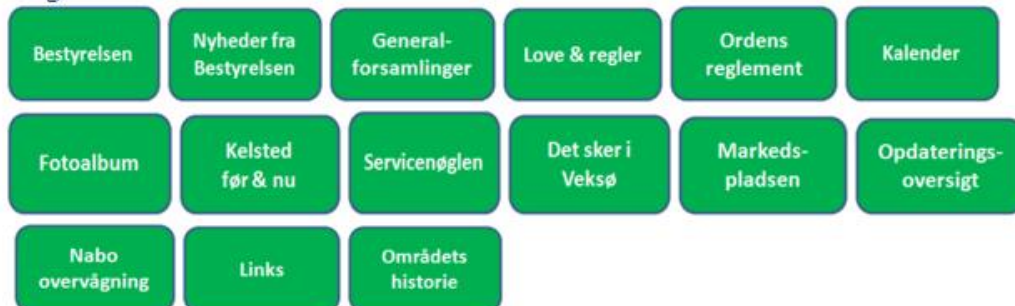 Bestyrelsen
Nyheder fra
Bestyrelsen
General-
forsamlinger
Love & regler
Ordens
reglement
Kalender
Fotoalbum
Kelsted
før & nu
Servicenøglen
Det sker i
Veksø
Markeds-
pladsen
Opdaterings-
oversigt
Nabo
overvågning
Links
Områdets
historie